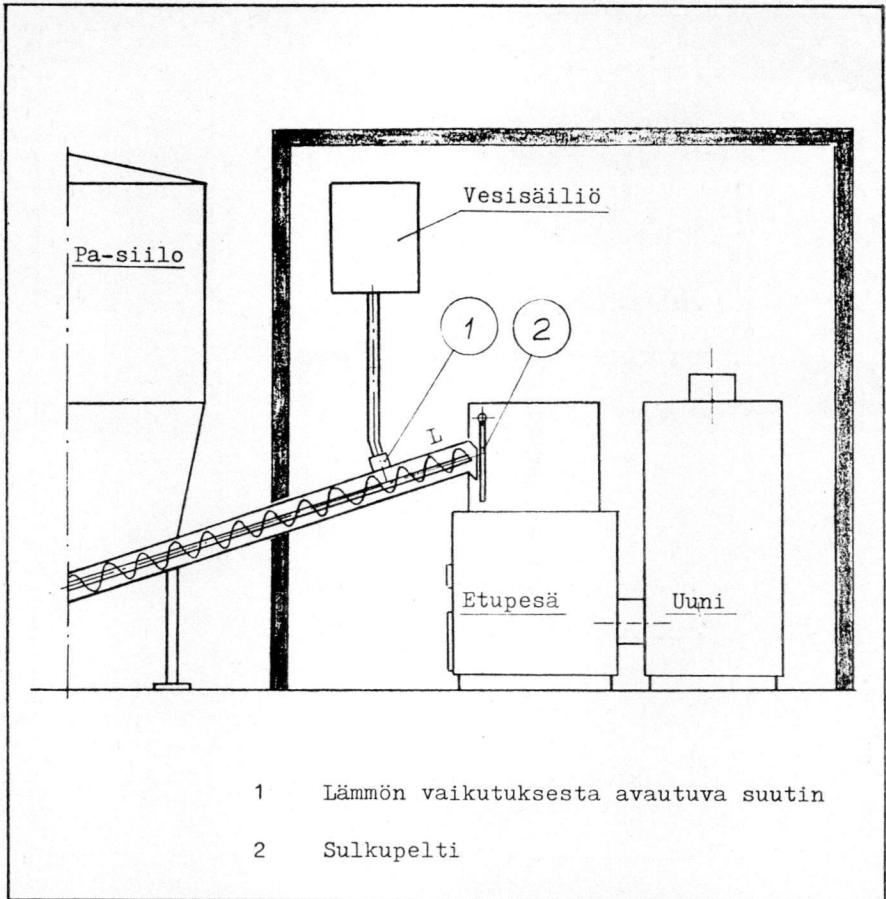 Vesisäiliö
Pa-siilo
1
2
L
Etupesä
Uuni
1 Lämmön vaikutuksesta avautuva suutin
2 Sulkupelti